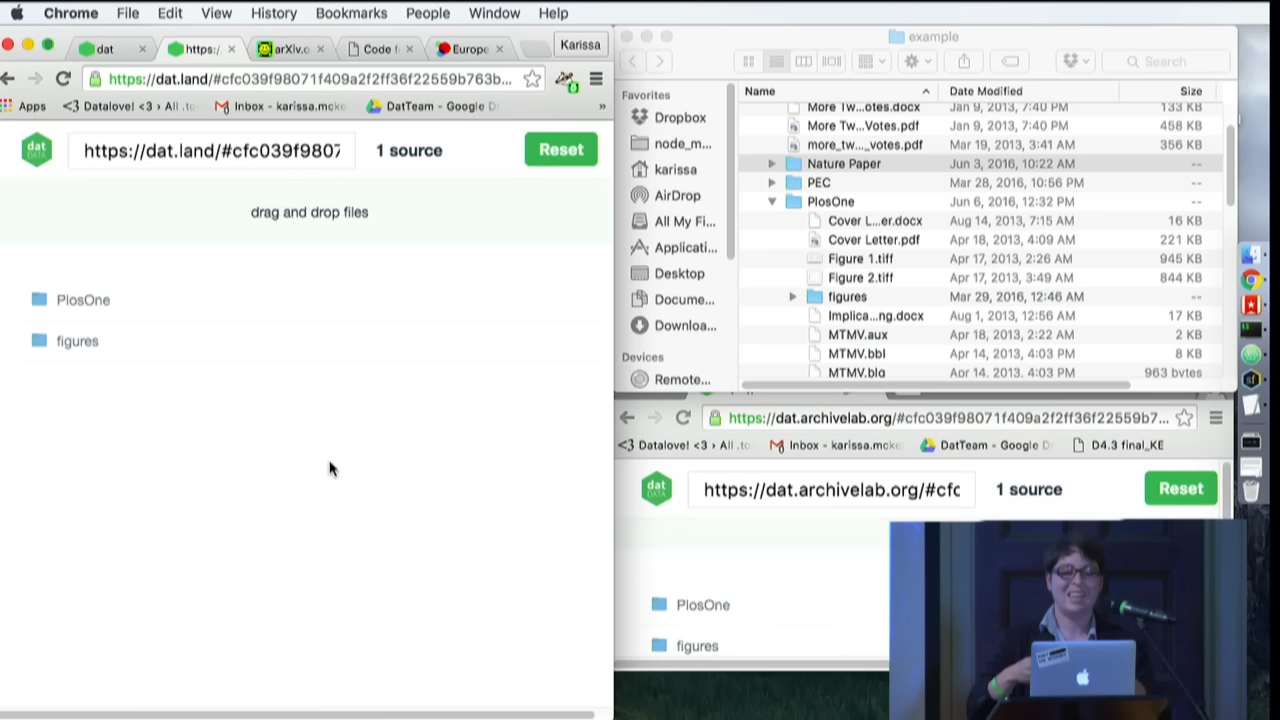 Chrome File Edit View History Bookmarks People Window Help
dat × https:/ × arXiv.o × Code f × Europe × Karissa
https://dat.land/#cfc039f98071f409a2f2ff36f22559b763b...
Apps <3 Datalove! <3 › All .to Inbox - karissa.mcke DatTeam - Google D »
dat DATA https://dat.land/#cfc039f9807 1 source Reset
drag and drop files
PlosOne
figures
example
Search
Favorites
Dropbox
node_m...
karissa
AirDrop
All My Fi...
Applicati...
Desktop
Docume...
Downloa...
Devices
Remote...
Name Date Modified Size
More Tw...otes.docx Jan 9, 2013, 7:40 PM 133 KB
More Tw...Votes.pdf Jan 9, 2013, 7:40 PM 458 KB
more_tw..._votes.pdf Mar 19, 2013, 3:41 AM 356 KB
Nature Paper Jun 3, 2016, 10:22 AM --
PEC Mar 28, 2016, 10:56 PM --
PlosOne Jun 6, 2016, 12:32 PM --
Cover L...er.docx Aug 14, 2013, 7:15 AM 16 KB
Cover Letter.pdf Apr 18, 2013, 4:09 AM 221 KB
Figure 1.tiff Apr 17, 2013, 2:26 AM 945 KB
Figure 2.tiff Apr 17, 2013, 3:49 AM 844 KB
figures Mar 29, 2016, 12:46 AM --
Implica...ng.docx Aug 1, 2013, 12:56 AM 17 KB
MTMV.aux Apr 18, 2013, 2:22 AM 2 KB
MTMV.bbl Apr 14, 2013, 4:03 PM 8 KB
MTMV.blg Apr 14, 2013, 4:03 PM 963 bytes
https://dat.archivelab.org/#cfc039f98071f409a2f2ff36f22559b7...
<3 Datalove! <3 › All .to Inbox - karissa.mcke DatTeam - Google D D4.3 final_KE
dat DATA https://dat.archivelab.org/#cfc 1 source Reset
PlosOne
figures